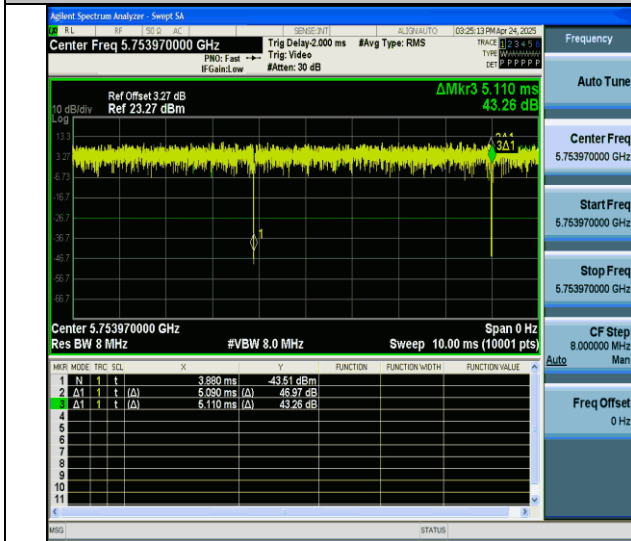 Agilent Spectrum Analyzer - Swept SA
RL RF 50 Ω AC SENSE:INT ALIGNAUTO 03:25:13 PM Apr 24, 2025
Center Freq 5.753970000 GHz Trig Delay-2.000 ms #Avg Type: RMS TRACE 1 2 3 4 5 6
PNO: Fast Trig: Video TYPE
IFGain:Low #Atten: 30 dB DET P P P P P P
Frequency
Auto Tune
Center Freq
5.753970000 GHz
Start Freq
5.753970000 GHz
Stop Freq
5.753970000 GHz
CF Step
8.000000 MHz
Auto Man
Freq Offset
0 Hz
ΔMkr3 5.110 ms
43.26 dB
Ref Offset 3.27 dB
10 dB/div Ref 23.27 dBm
Log
13.3
3.27
-6.73
-16.7
-26.7
-36.7
-46.7
-56.7
-66.7
3Δ1
1
Center 5.753970000 GHz Span 0 Hz
Res BW 8 MHz #VBW 8.0 MHz Sweep 10.00 ms (10001 pts)
MKR MODE TRC SCL X Y FUNCTION FUNCTION WIDTH FUNCTION VALUE
1 N 1 t 3.880 ms -43.51 dBm
2 Δ1 1 t (Δ) 5.090 ms (Δ) 46.97 dB
3 Δ1 1 t (Δ) 5.110 ms (Δ) 43.26 dB
4
5
6
7
8
9
10
11
MSG STATUS